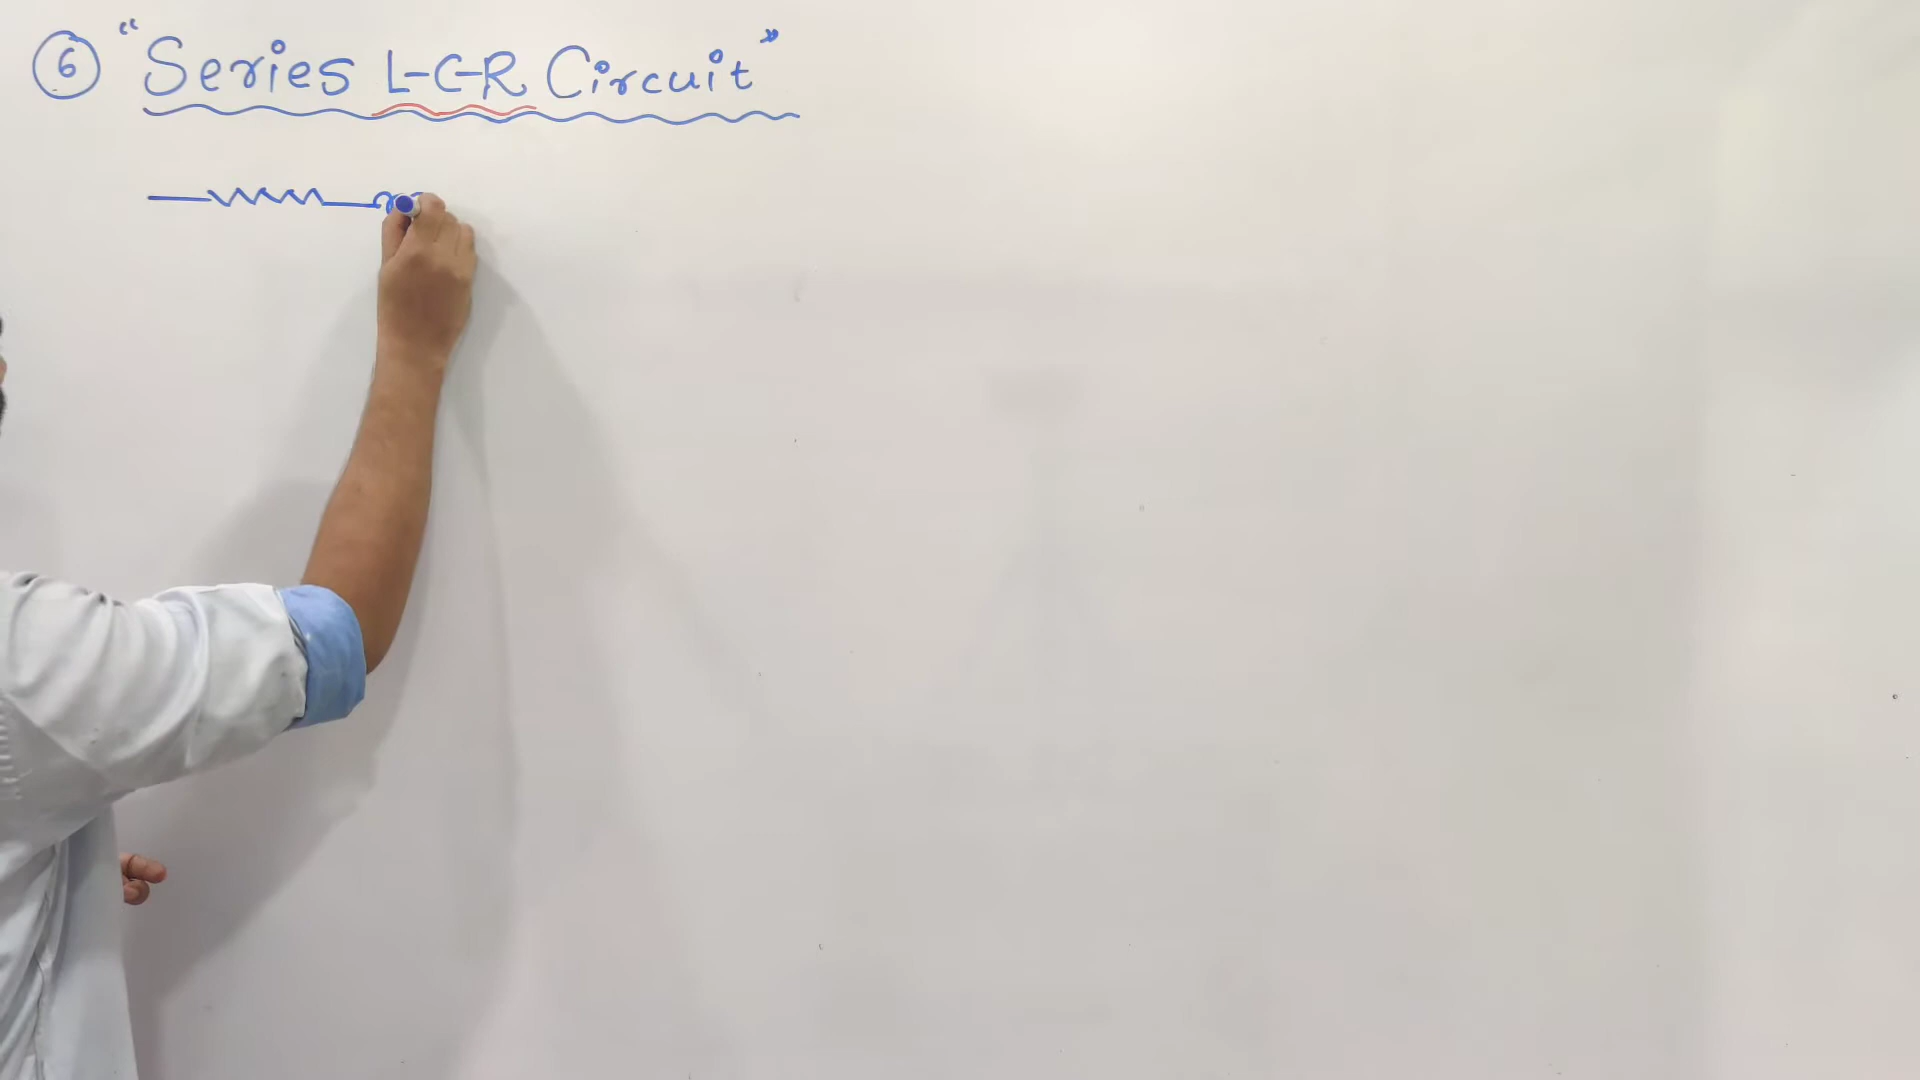 ⑥ "Series L-C-R Circuit"